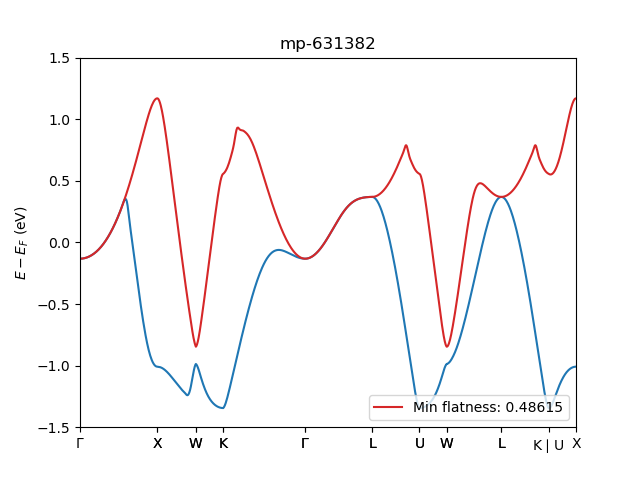 mp-631382
E − E_F (eV)
1.5
1.0
0.5
0.0
−0.5
−1.0
−1.5
Min flatness: 0.48615
Γ X W K Γ L U W L K | U X